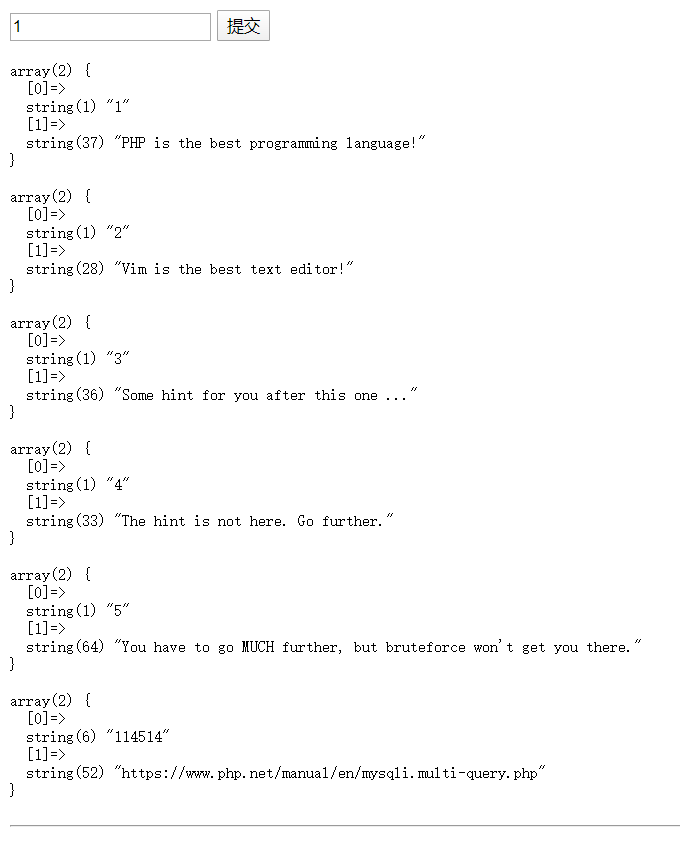 1 提交
array(2) {
  [0]=>
  string(1) "1"
  [1]=>
  string(37) "PHP is the best programming language!"
}
array(2) {
  [0]=>
  string(1) "2"
  [1]=>
  string(28) "Vim is the best text editor!"
}
array(2) {
  [0]=>
  string(1) "3"
  [1]=>
  string(36) "Some hint for you after this one ..."
}
array(2) {
  [0]=>
  string(1) "4"
  [1]=>
  string(33) "The hint is not here. Go further."
}
array(2) {
  [0]=>
  string(1) "5"
  [1]=>
  string(64) "You have to go MUCH further, but bruteforce won't get you there."
}
array(2) {
  [0]=>
  string(6) "114514"
  [1]=>
  string(52) "https://www.php.net/manual/en/mysqli.multi-query.php"
}